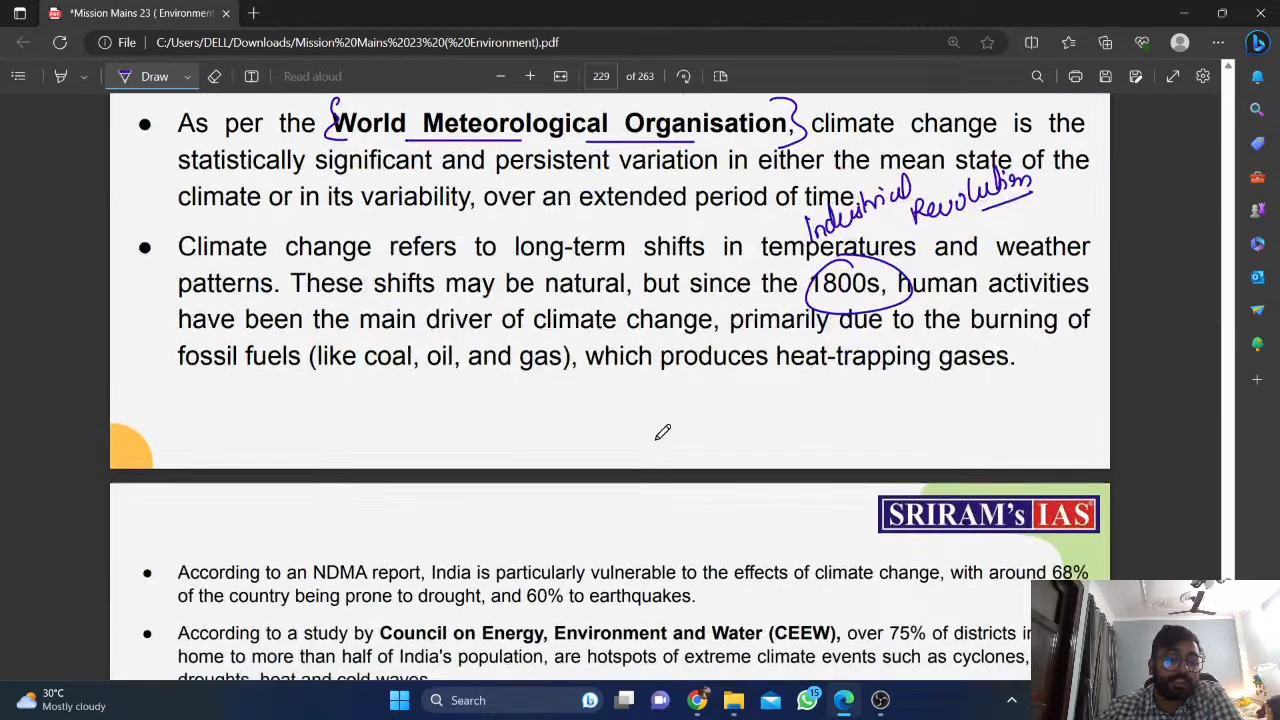 *Mission Mains 23 ( Environment
File C:/Users/DELL/Downloads/Mission%20Mains%2023%20(%20Environment).pdf
Draw Read aloud 229 of 263
As per the World Meteorological Organisation, climate change is the
statistically significant and persistent variation in either the mean state of the
climate or in its variability, over an extended period of time.
Industrial Revolution
Climate change refers to long-term shifts in temperatures and weather
patterns. These shifts may be natural, but since the 1800s, human activities
have been the main driver of climate change, primarily due to the burning of
fossil fuels (like coal, oil, and gas), which produces heat-trapping gases.
SRIRAM's IAS
According to an NDMA report, India is particularly vulnerable to the effects of climate change, with around 68%
of the country being prone to drought, and 60% to earthquakes.
According to a study by Council on Energy, Environment and Water (CEEW), over 75% of districts in
home to more than half of India's population, are hotspots of extreme climate events such as cyclones,
droughts, heat and cold waves.
30°C
Mostly cloudy
Search
15